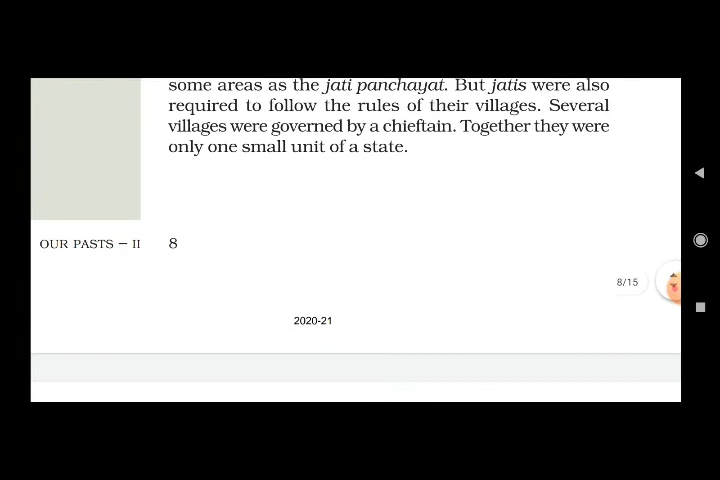 some areas as the jati panchayat. But jatis were also
required to follow the rules of their villages. Several
villages were governed by a chieftain. Together they were
only one small unit of a state.
OUR PASTS – II 8
8/15
2020-21